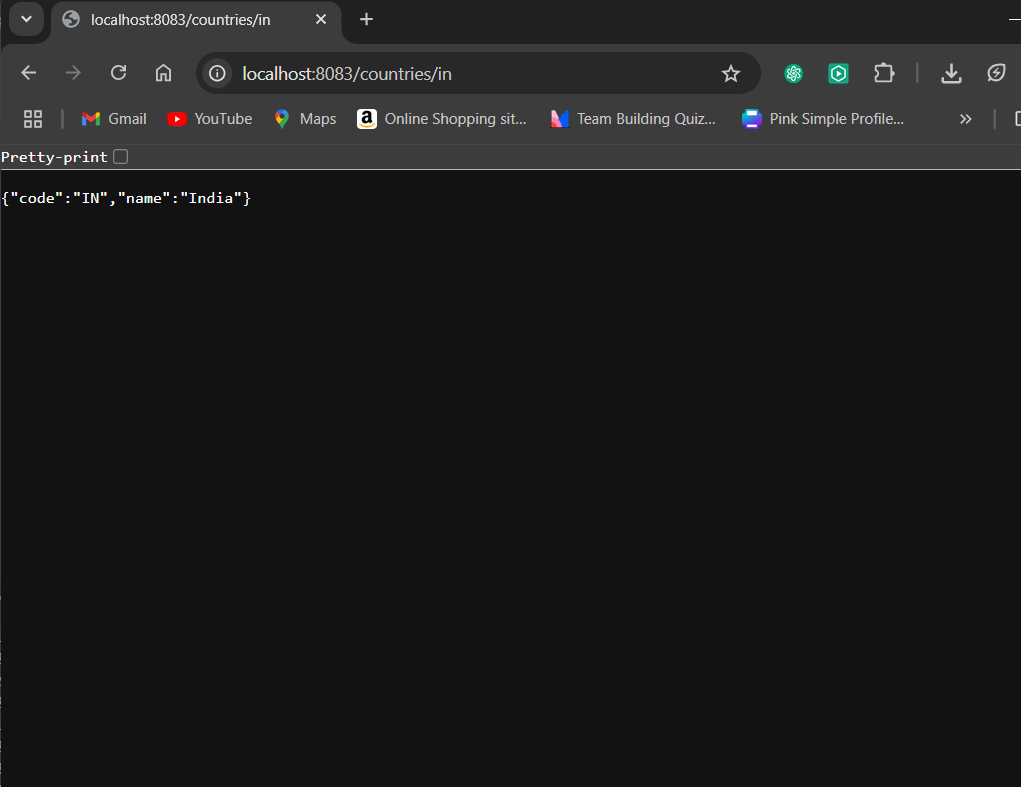 localhost:8083/countries/in
localhost:8083/countries/in
Gmail YouTube Maps a Online Shopping sit... Team Building Quiz... Pink Simple Profile...
Pretty-print
{"code":"IN","name":"India"}